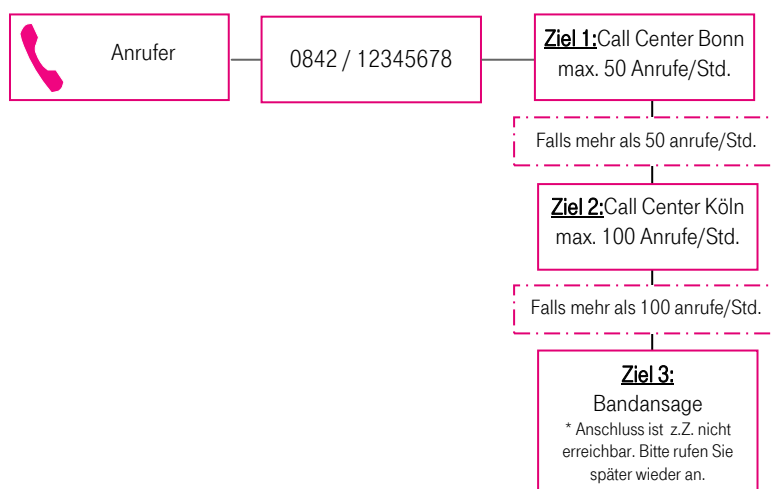 Anrufer
0842 / 12345678
Ziel 1:Call Center Bonn
max. 50 Anrufe/Std.
Falls mehr als 50 anrufe/Std.
Ziel 2:Call Center Köln
max. 100 Anrufe/Std.
Falls mehr als 100 anrufe/Std.
Ziel 3:
Bandansage
* Anschluss ist z.Z. nicht
erreichbar. Bitte rufen Sie
später wieder an.